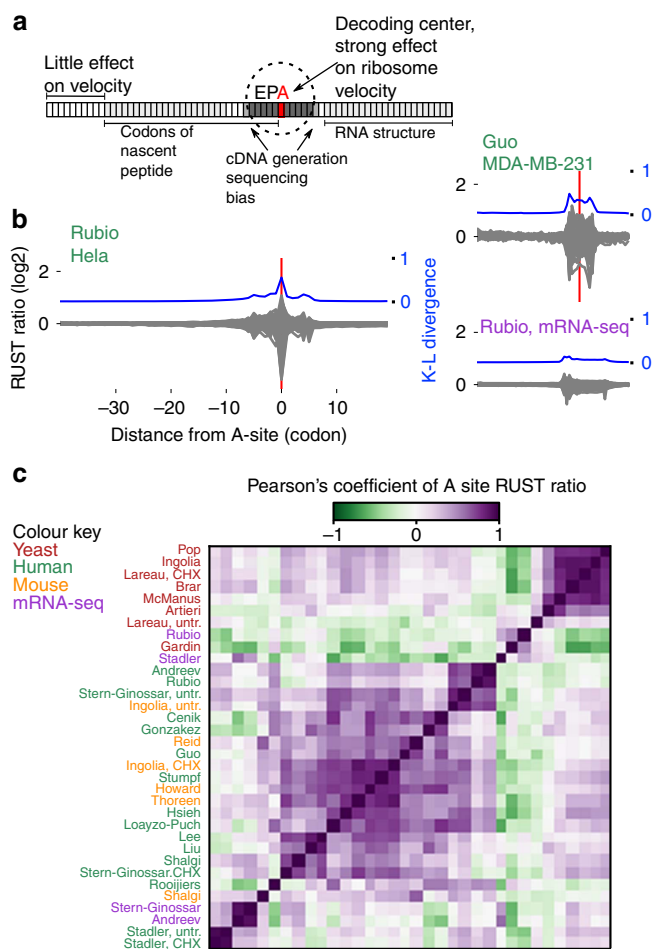 a
Little effect
on velocity
Decoding center,
strong effect
on ribosome
velocity
EPA
Codons of
nascent
peptide
cDNA generation
sequencing
bias
RNA structure
b
Rubio
Hela
RUST ratio (log2)
2
0
1
0
K-L divergence
−30 −20 −10 0 10
Distance from A-site (codon)
Guo
MDA-MB-231
2
0
1
0
Rubio, mRNA-seq
2
0
1
0
c
Pearson's coefficient of A site RUST ratio
−1 0 1
Colour key
Yeast
Human
Mouse
mRNA-seq
Pop
Ingolia
Lareau, CHX
Brar
McManus
Artieri
Lareau, untr.
Rubio
Gardin
Stadler
Andreev
Rubio
Stern-Ginossar, untr.
Ingolia, untr.
Cenik
Gonzakez
Reid
Guo
Ingolia, CHX
Stumpf
Howard
Thoreen
Hsieh
Loayzo-Puch
Lee
Liu
Shalgi
Stern-Ginossar.CHX
Rooijiers
Shalgi
Stern-Ginossar
Andreev
Stadler, untr.
Stadler, CHX